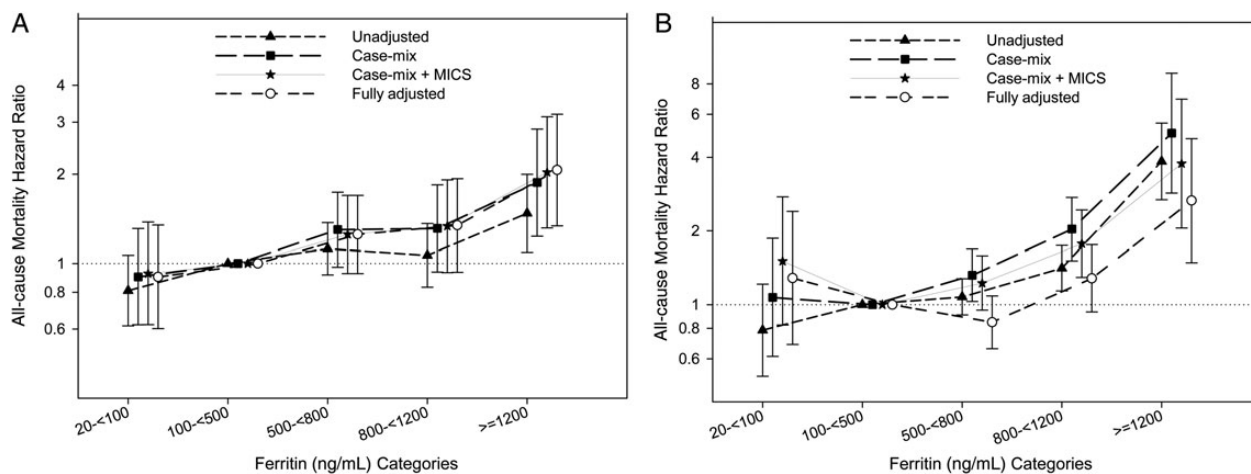 A
Unadjusted
Case-mix
Case-mix + MICS
Fully adjusted
All-cause Mortality Hazard Ratio
4
3
2
1
0.8
0.6
20-<100
100-<500
500-<800
800-<1200
>=1200
Ferritin (ng/mL) Categories
B
Unadjusted
Case-mix
Case-mix + MICS
Fully adjusted
All-cause Mortality Hazard Ratio
8
6
4
2
1
0.8
0.6
20-<100
100-<500
500-<800
800-<1200
>=1200
Ferritin (ng/mL) Categories